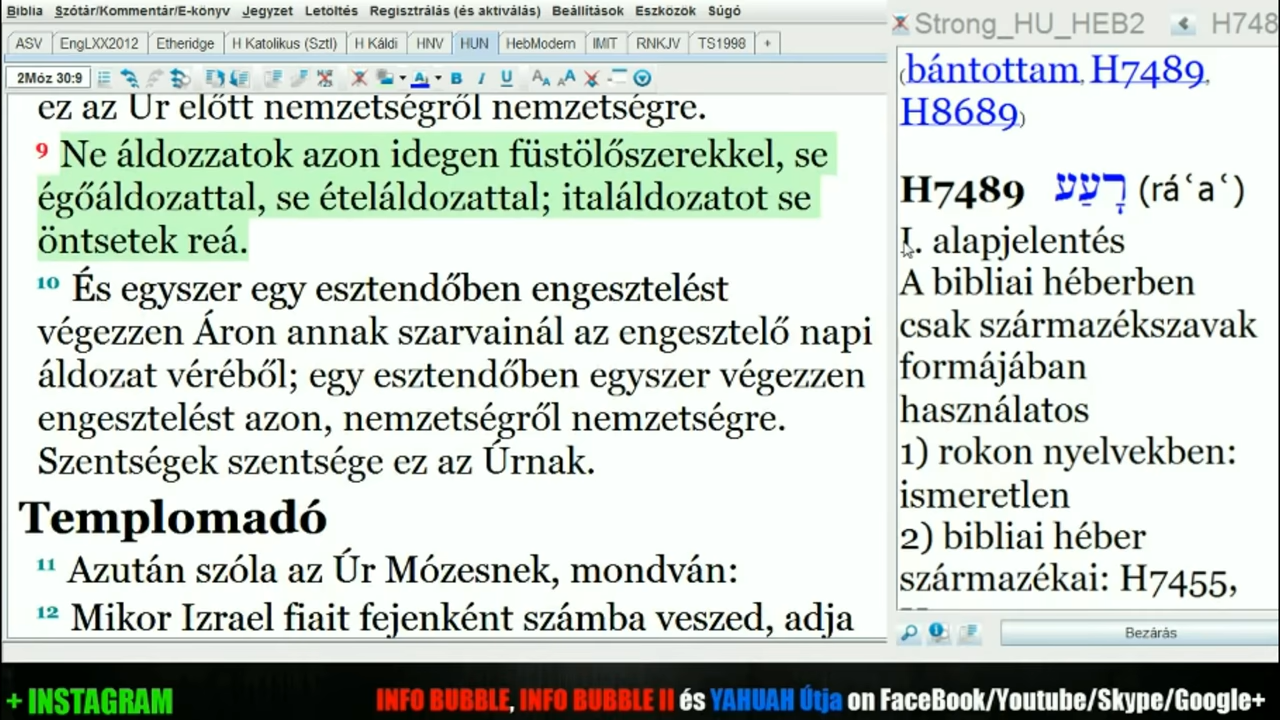 Biblia Szótár/Kommentár/E-könyv Jegyzet Letöltés Regisztrálás (és aktiválás) Beállítások Eszközök Súgó
ASV EngLXX2012 Etheridge H Katolikus (Sztl) H Káldi HNV HUN HebModern IMIT RNKJV TS1998 +
2Móz 30:9
ez az Úr előtt nemzetségről nemzetségre.
9 Ne áldozzatok azon idegen füstölőszerekkel, se
égőáldozattal, se ételáldozattal; italáldozatot se
öntsetek reá.
10 És egyszer egy esztendőben engesztelést
végezzen Áron annak szarvainál az engesztelő napi
áldozat véréből; egy esztendőben egyszer végezzen
engesztelést azon, nemzetségről nemzetségre.
Szentségek szentsége ez az Úrnak.
Templomadó
11 Azután szóla az Úr Mózesnek, mondván:
12 Mikor Izrael fiait fejenként számba veszed, adja
Strong_HU_HEB2 H748
(bántottam, H7489,
H8689)
H7489 רָעַע (ráʿaʿ)
I. alapjelentés
A bibliai héberben
csak származékszavak
formájában
használatos
1) rokon nyelvekben:
ismeretlen
2) bibliai héber
származékai: H7455,
Bezárás
+ INSTAGRAM INFO BUBBLE, INFO BUBBLE II és YAHUAH Útja on FaceBook/Youtube/Skype/Google+